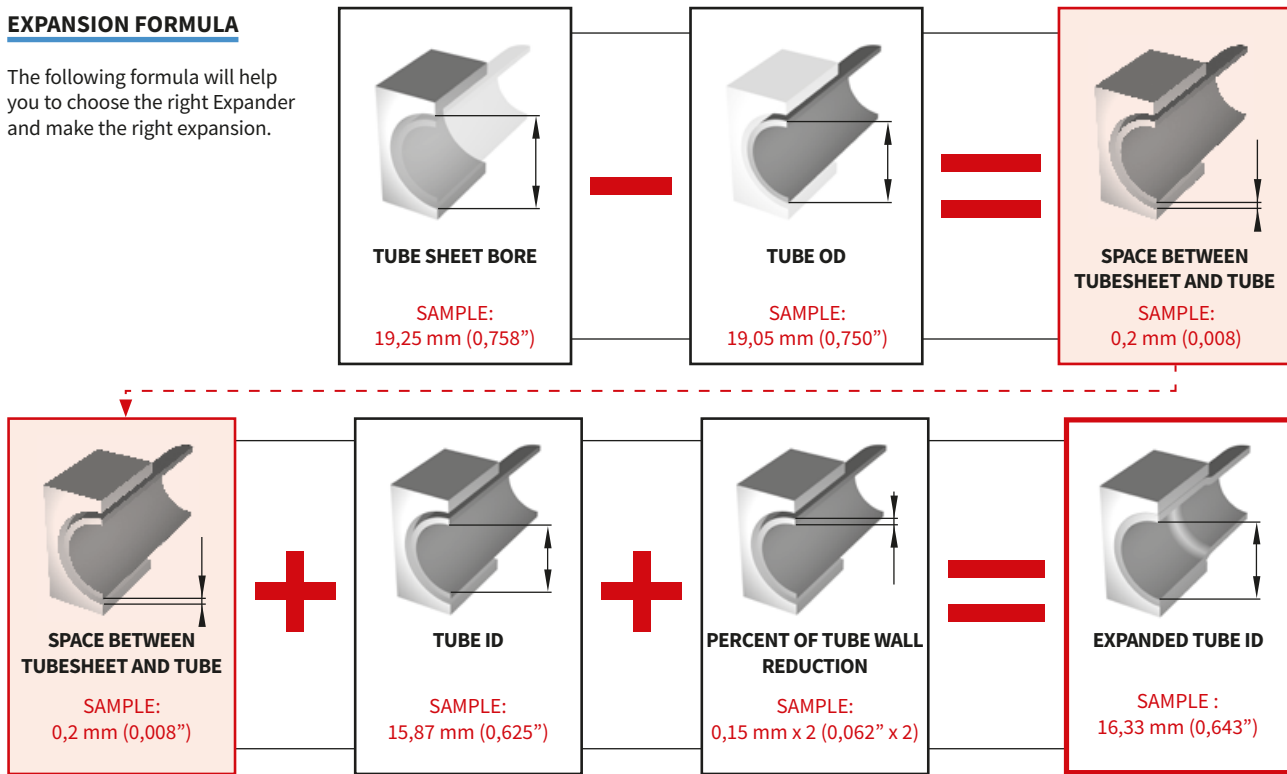 EXPANSION FORMULA
The following formula will help
you to choose the right Expander
and make the right expansion.
TUBE SHEET BORE
SAMPLE:
19,25 mm (0,758”)
TUBE OD
SAMPLE:
19,05 mm (0,750”)
SPACE BETWEEN
TUBESHEET AND TUBE
SAMPLE:
0,2 mm (0,008)
SPACE BETWEEN
TUBESHEET AND TUBE
SAMPLE:
0,2 mm (0,008”)
TUBE ID
SAMPLE:
15,87 mm (0,625”)
PERCENT OF TUBE WALL
REDUCTION
SAMPLE:
0,15 mm x 2 (0,062” x 2)
EXPANDED TUBE ID
SAMPLE :
16,33 mm (0,643”)